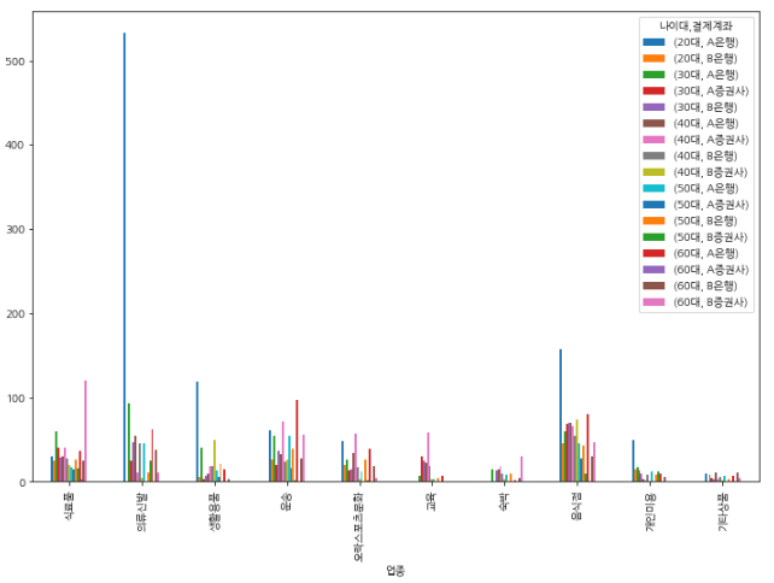 나이대,결제계좌
(20대, A은행)
(20대, B은행)
(30대, A은행)
(30대, A증권사)
(30대, B은행)
(40대, A은행)
(40대, A증권사)
(40대, B은행)
(40대, B증권사)
(50대, A은행)
(50대, A증권사)
(50대, B은행)
(50대, B증권사)
(60대, A은행)
(60대, A증권사)
(60대, B은행)
(60대, B증권사)
500
400
300
200
100
0
식료품
의류신발
생활용품
운송
오락스포츠문화
교육
숙박
음식점
개인미용
기타상품
업종